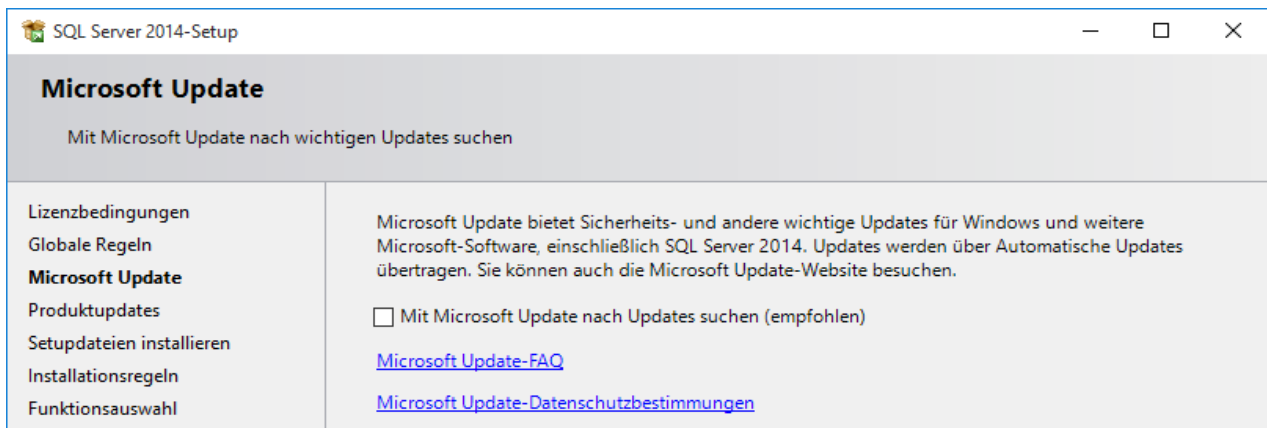 SQL Server 2014-Setup
Microsoft Update
Mit Microsoft Update nach wichtigen Updates suchen
Lizenzbedingungen
Globale Regeln
Microsoft Update
Produktupdates
Setupdateien installieren
Installationsregeln
Funktionsauswahl
Microsoft Update bietet Sicherheits- und andere wichtige Updates für Windows und weitere
Microsoft-Software, einschließlich SQL Server 2014. Updates werden über Automatische Updates
übertragen. Sie können auch die Microsoft Update-Website besuchen.
Mit Microsoft Update nach Updates suchen (empfohlen)
Microsoft Update-FAQ
Microsoft Update-Datenschutzbestimmungen